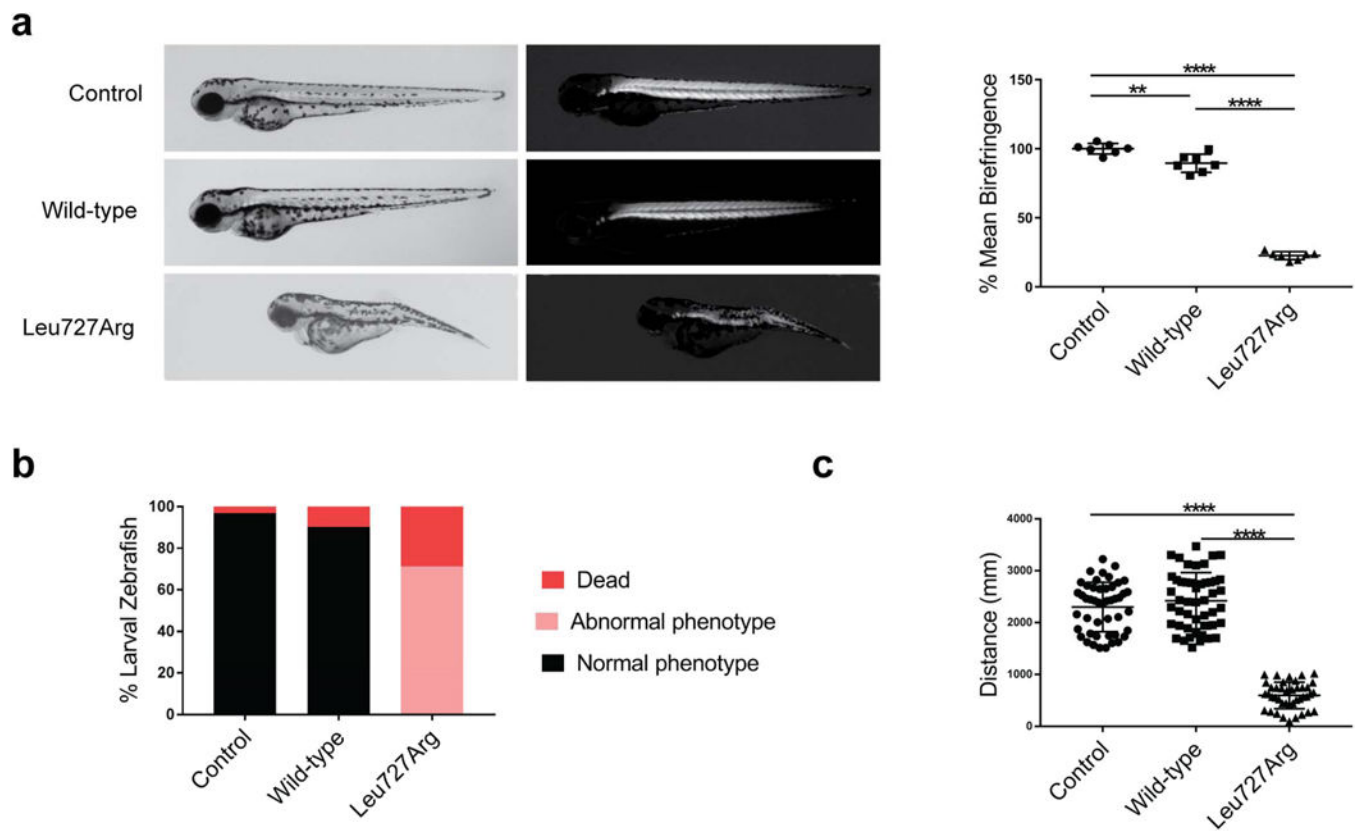 a
Control
Wild-type
Leu727Arg
% Mean Birefringence
150
100
50
0
****
**
****
Control
Wild-type
Leu727Arg
b
% Larval Zebrafish
100
80
60
40
20
0
Control
Wild-type
Leu727Arg
Dead
Abnormal phenotype
Normal phenotype
c
Distance (mm)
4000
3000
2000
1000
0
****
****
Control
Wild-type
Leu727Arg